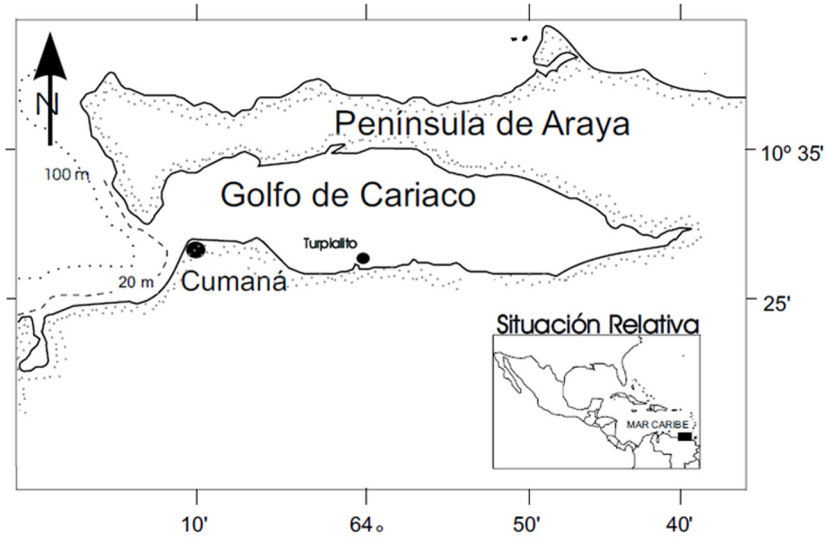 N
Península de Araya
10º 35'
100 m
Golfo de Cariaco
Turpialito
Cumaná
20 m
25'
Situación Relativa
MAR CARIBE
10'
64º
50'
40'